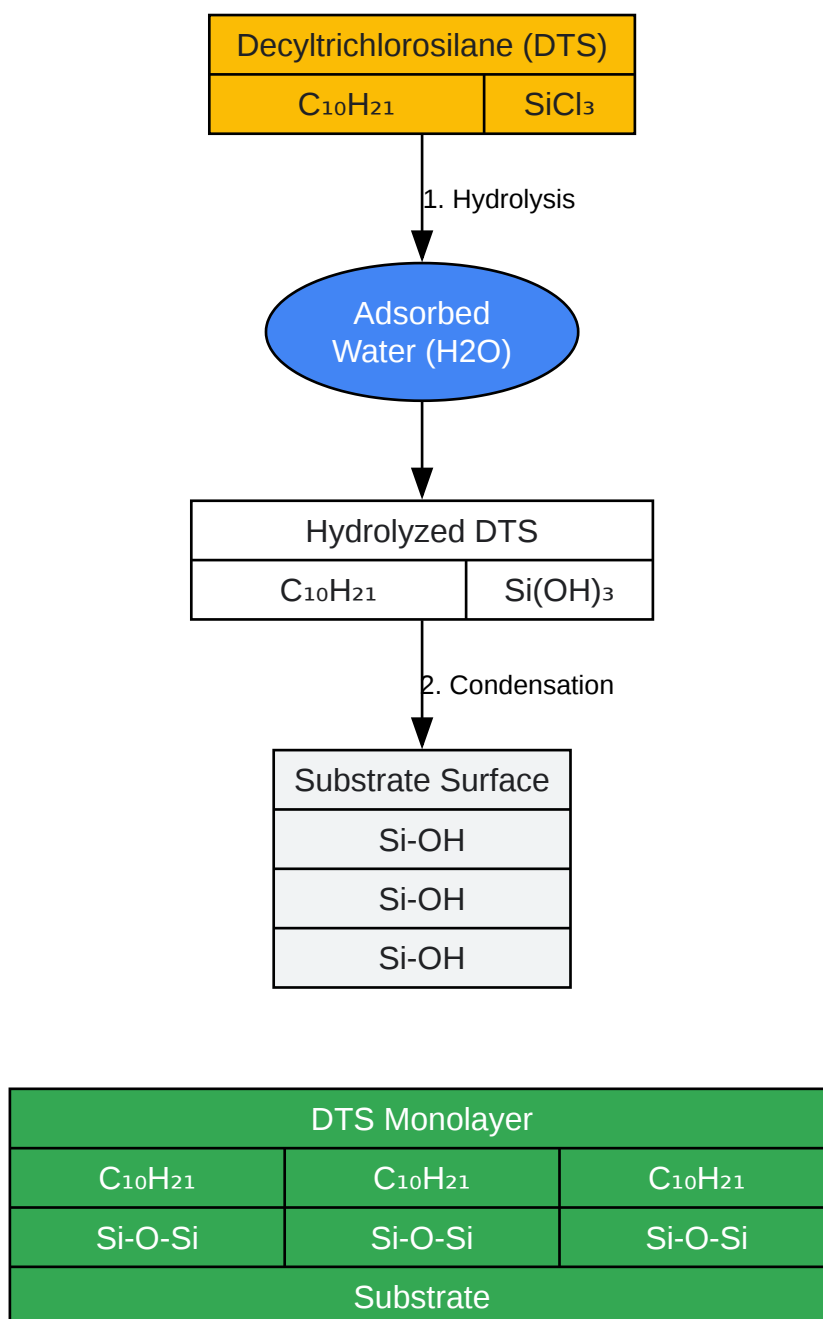 Decyltrichlorosilane (DTS)
C₁₀H₂₁ SiCl₃
1. Hydrolysis
Adsorbed
Water (H2O)
Hydrolyzed DTS
C₁₀H₂₁ Si(OH)₃
2. Condensation
Substrate Surface
Si-OH
Si-OH
Si-OH
DTS Monolayer
C₁₀H₂₁ C₁₀H₂₁ C₁₀H₂₁
Si-O-Si Si-O-Si Si-O-Si
Substrate